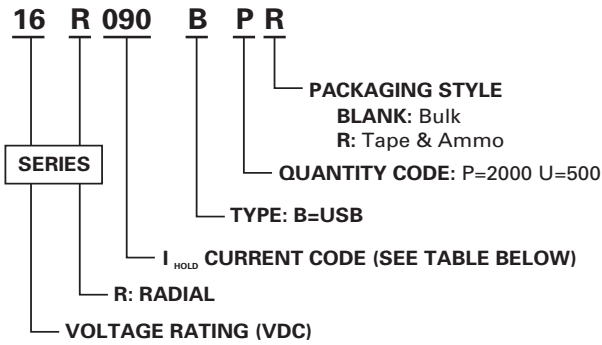 16 R 090 B P R
PACKAGING STYLE
BLANK: Bulk
R: Tape & Ammo
SERIES
QUANTITY CODE: P=2000 U=500
TYPE: B=USB
I HOLD CURRENT CODE (SEE TABLE BELOW)
R: RADIAL
VOLTAGE RATING (VDC)